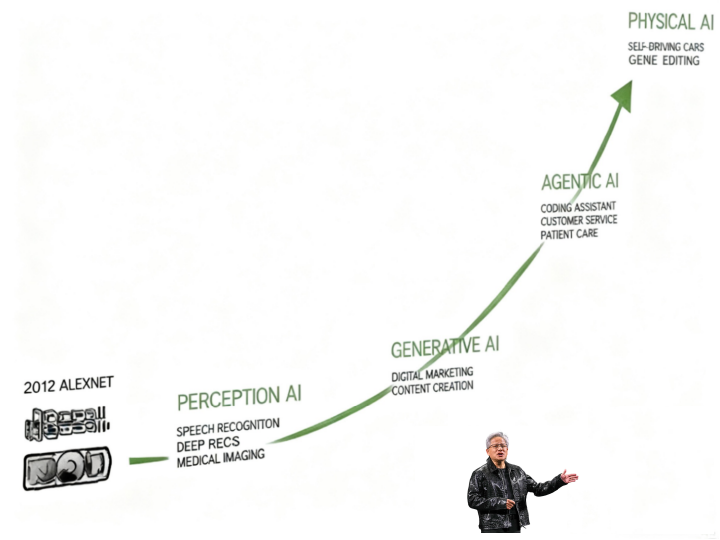 PHYSICAL AI
SELF-DRIVING CARS
GENE EDITING
AGENTIC AI
CODING ASSISTANT
CUSTOMER SERVICE
PATIENT CARE
GENERATIVE AI
DIGITAL MARKETING
CONTENT CREATION
2012 ALEXNET
PERCEPTION AI
SPEECH RECOGNITON
DEEP RECS
MEDICAL IMAGING